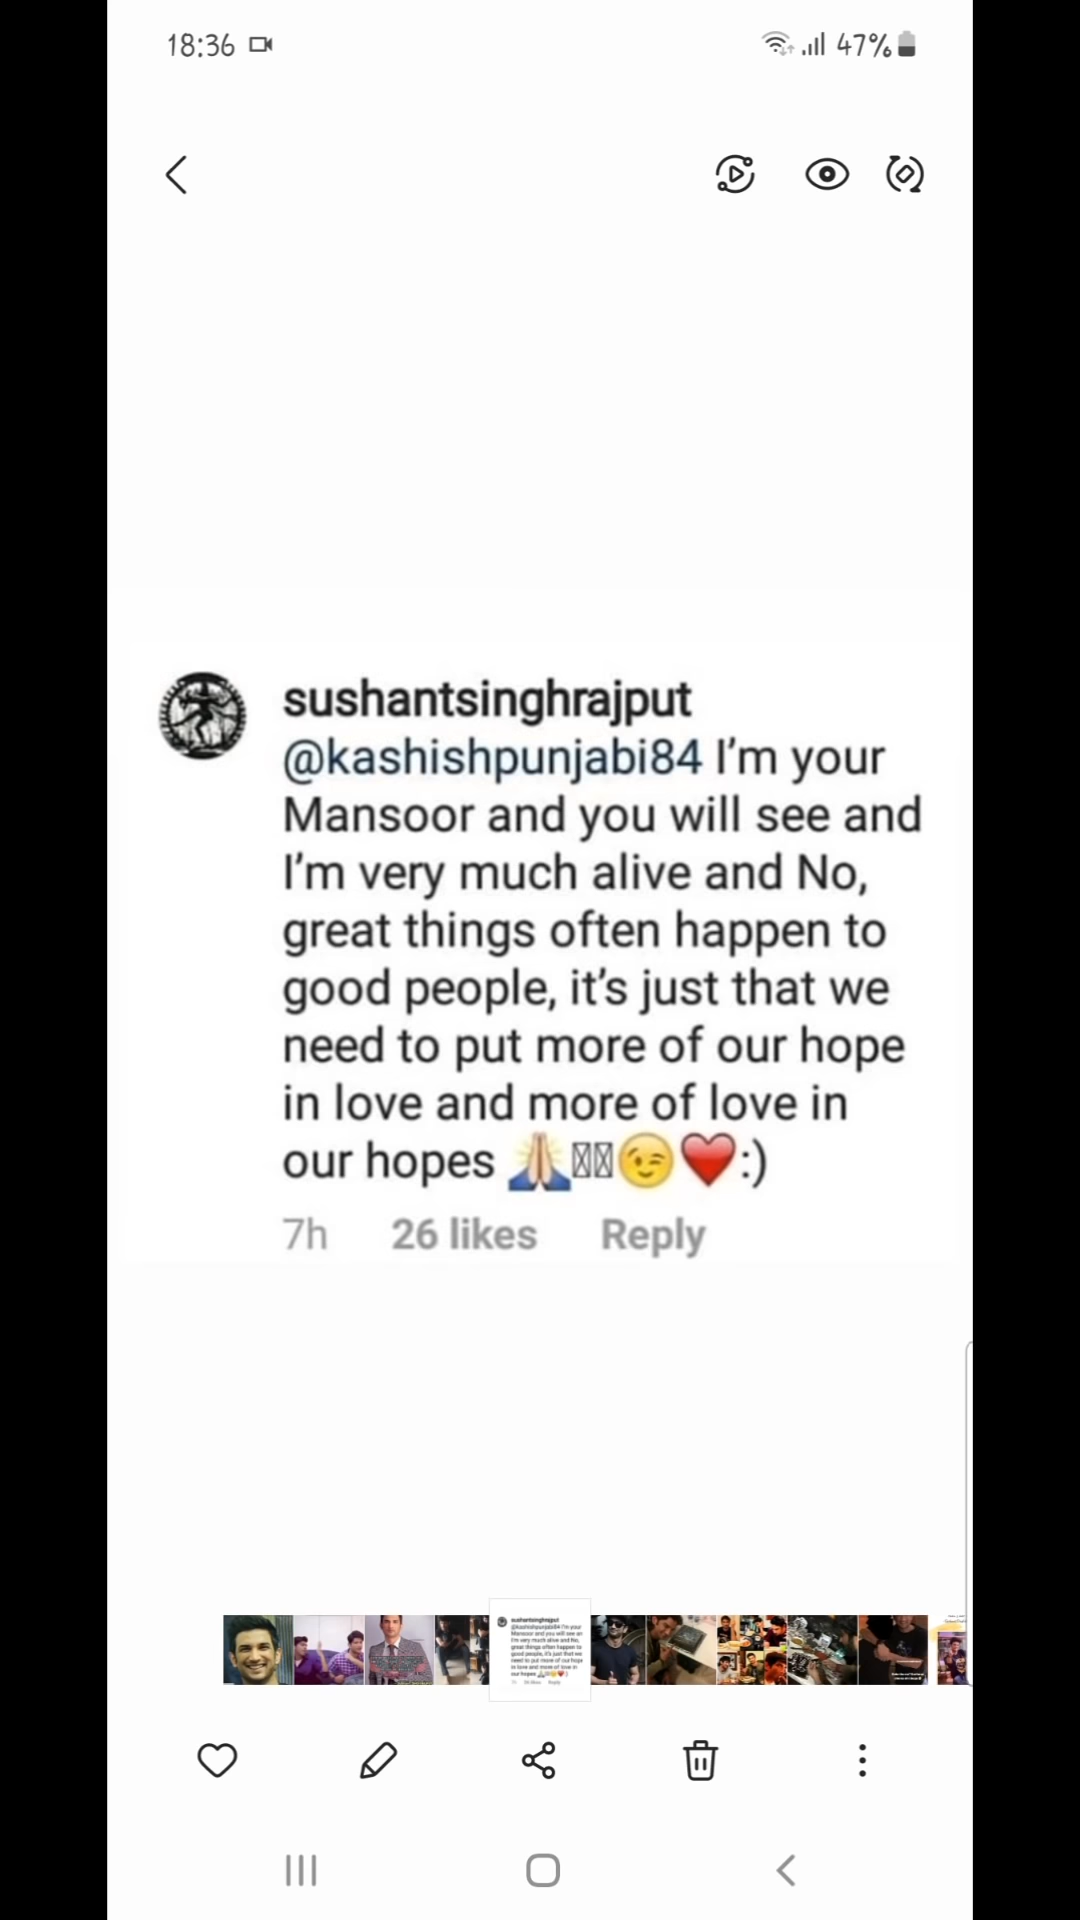 18:36 47%
sushantsinghrajput
@kashishpunjabi84 I'm your
Mansoor and you will see and
I'm very much alive and No,
great things often happen to
good people, it's just that we
need to put more of our hope
in love and more of love in
our hopes 🙏😉❤️:)
7h 26 likes Reply